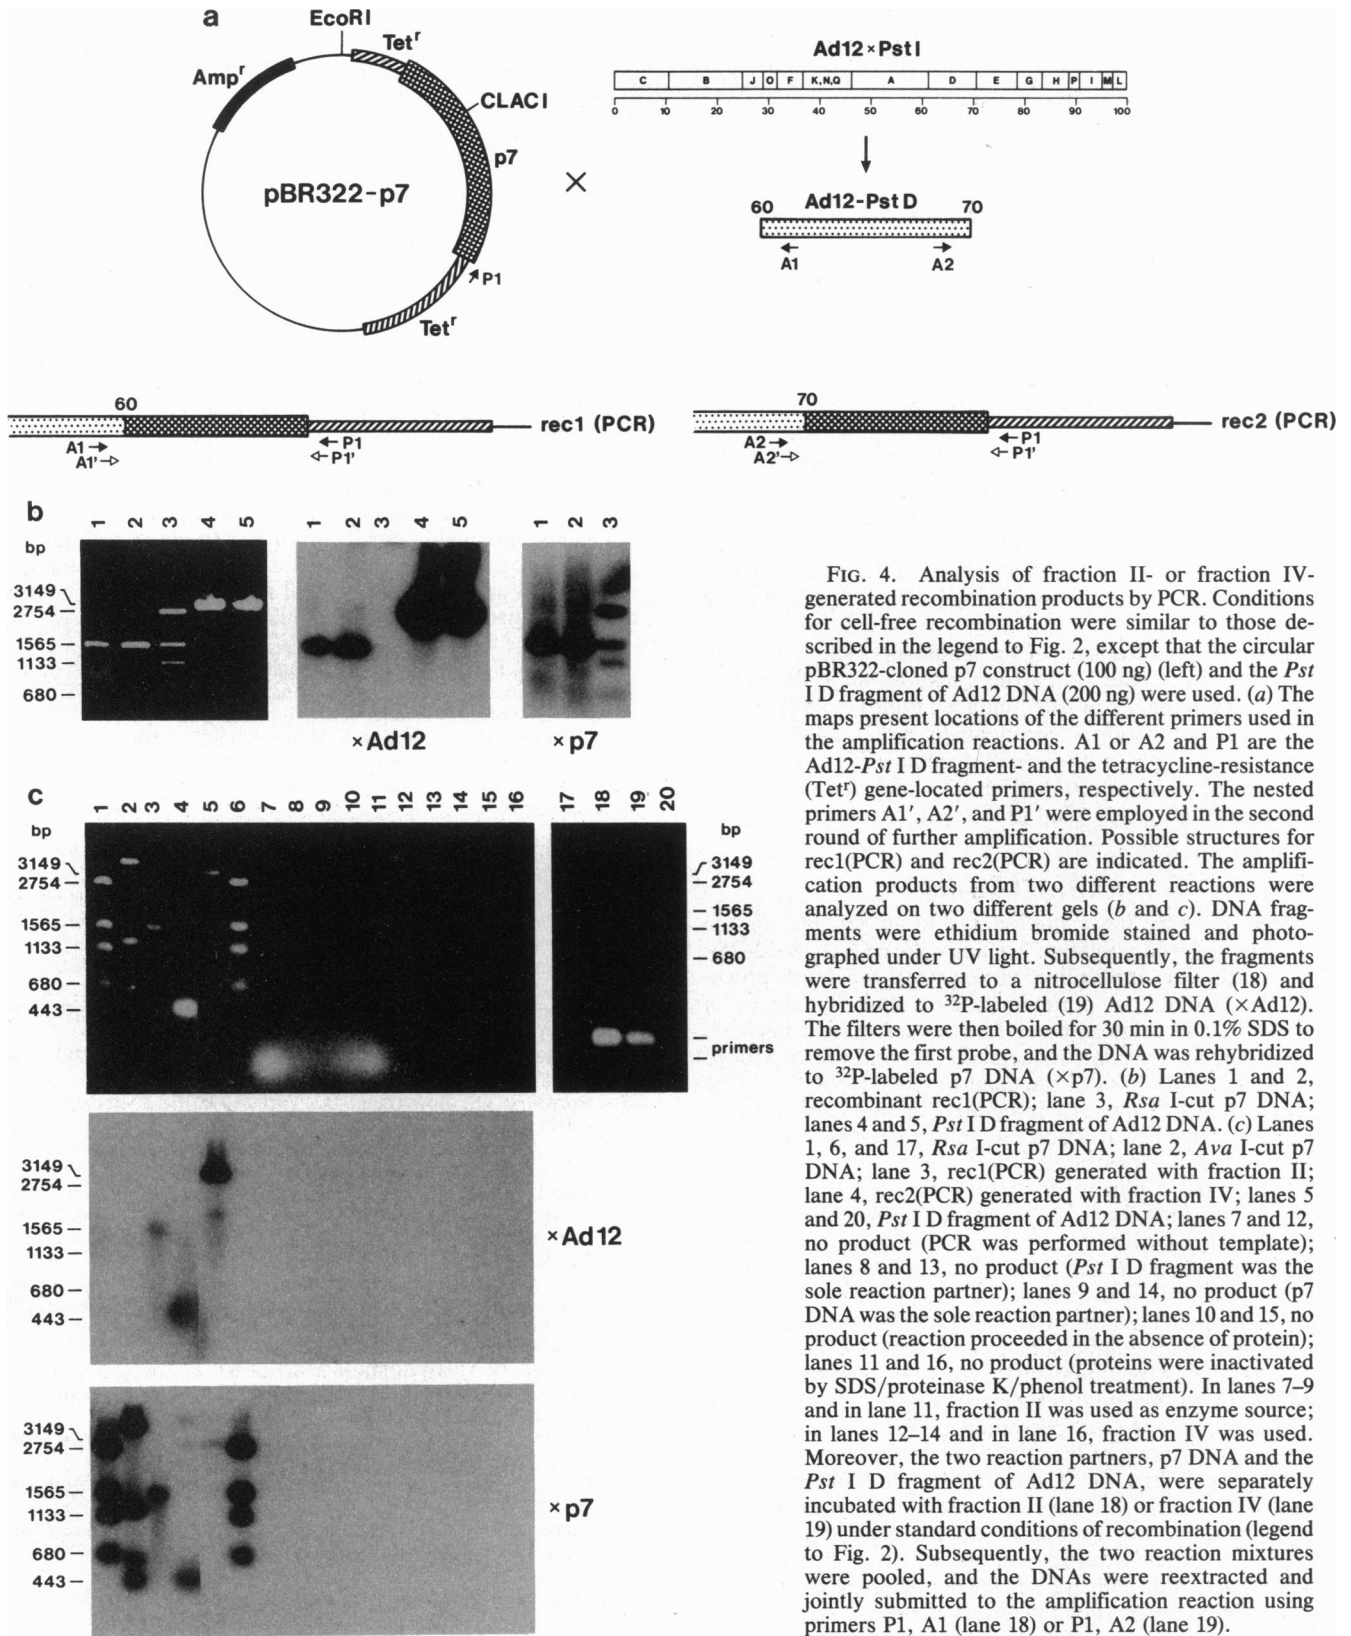 a
EcoRI
Tetʳ
Ampʳ
CLAC I
p7
pBR322-p7
P1
Tetʳ
×
Ad12×Pst I
C B J O F K,N,Q A D E G H P I M L
0 10 20 30 40 50 60 70 80 90 100
60 Ad12-Pst D 70
A1 A2
60
rec1 (PCR)
A1 P1
A1' P1'
70
rec2 (PCR)
A2 P1
A2' P1'
b
1 2 3 4 5
1 2 3 4 5
1 2 3
bp
3149
2754
1565
1133
680
×Ad12
×p7
c
1 2 3 4 5 6 7 8 9 10 11 12 13 14 15 16
17 18 19 20
bp
3149
2754
1565
1133
680
443
bp
3149
2754
1565
1133
680
primers
3149
2754
1565
1133
680
443
×Ad12
3149
2754
1565
1133
680
443
×p7
FIG. 4. Analysis of fraction II- or fraction IV-
generated recombination products by PCR. Conditions
for cell-free recombination were similar to those de-
scribed in the legend to Fig. 2, except that the circular
pBR322-cloned p7 construct (100 ng) (left) and the Pst
I D fragment of Ad12 DNA (200 ng) were used. (a) The
maps present locations of the different primers used in
the amplification reactions. A1 or A2 and P1 are the
Ad12-Pst I D fragment- and the tetracycline-resistance
(Tetʳ) gene-located primers, respectively. The nested
primers A1′, A2′, and P1′ were employed in the second
round of further amplification. Possible structures for
rec1(PCR) and rec2(PCR) are indicated. The amplifi-
cation products from two different reactions were
analyzed on two different gels (b and c). DNA frag-
ments were ethidium bromide stained and photo-
graphed under UV light. Subsequently, the fragments
were transferred to a nitrocellulose filter (18) and
hybridized to ³²P-labeled (19) Ad12 DNA (×Ad12).
The filters were then boiled for 30 min in 0.1% SDS to
remove the first probe, and the DNA was rehybridized
to ³²P-labeled p7 DNA (×p7). (b) Lanes 1 and 2,
recombinant rec1(PCR); lane 3, Rsa I-cut p7 DNA;
lanes 4 and 5, Pst I D fragment of Ad12 DNA. (c) Lanes
1, 6, and 17, Rsa I-cut p7 DNA; lane 2, Ava I-cut p7
DNA; lane 3, rec1(PCR) generated with fraction II;
lane 4, rec2(PCR) generated with fraction IV; lanes 5
and 20, Pst I D fragment of Ad12 DNA; lanes 7 and 12,
no product (PCR was performed without template);
lanes 8 and 13, no product (Pst I D fragment was the
sole reaction partner); lanes 9 and 14, no product (p7
DNA was the sole reaction partner); lanes 10 and 15, no
product (reaction proceeded in the absence of protein);
lanes 11 and 16, no product (proteins were inactivated
by SDS/proteinase K/phenol treatment). In lanes 7–9
and in lane 11, fraction II was used as enzyme source;
in lanes 12–14 and in lane 16, fraction IV was used.
Moreover, the two reaction partners, p7 DNA and the
Pst I D fragment of Ad12 DNA, were separately
incubated with fraction II (lane 18) or fraction IV (lane
19) under standard conditions of recombination (legend
to Fig. 2). Subsequently, the two reaction mixtures
were pooled, and the DNAs were reextracted and
jointly submitted to the amplification reaction using
primers P1, A1 (lane 18) or P1, A2 (lane 19).